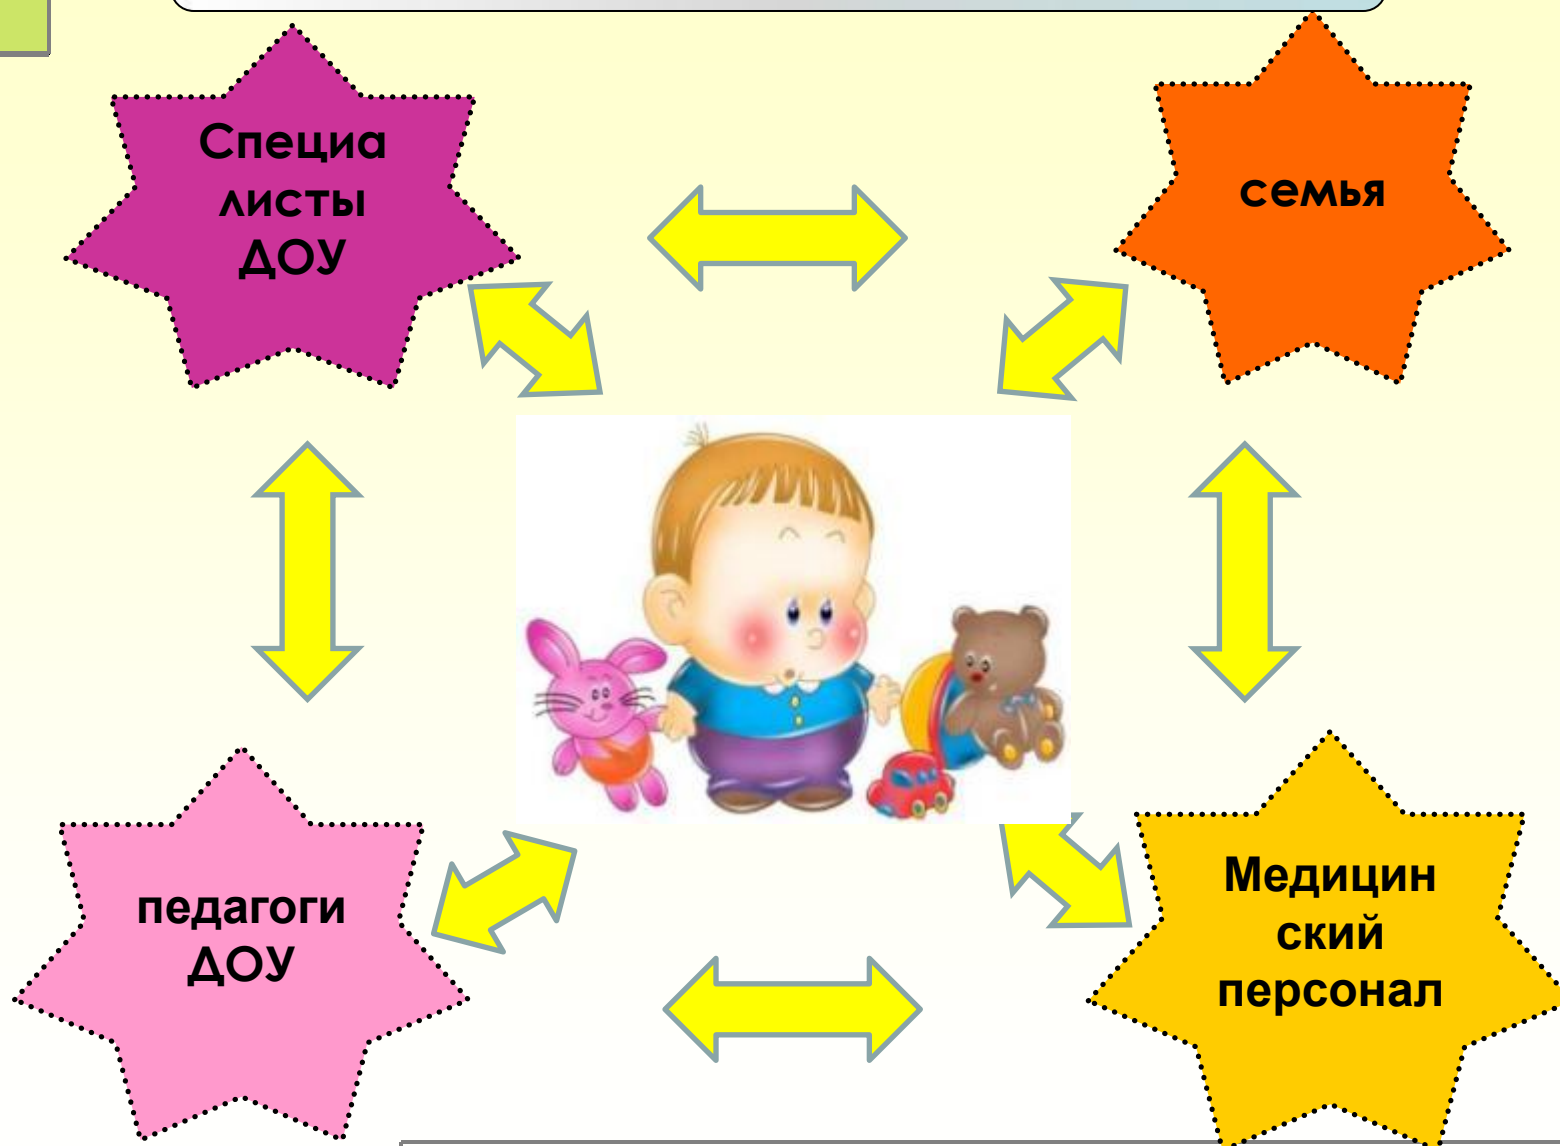 Специа
листы
ДОУ
семья
педагоги
ДОУ
Медицин
ский
персонал